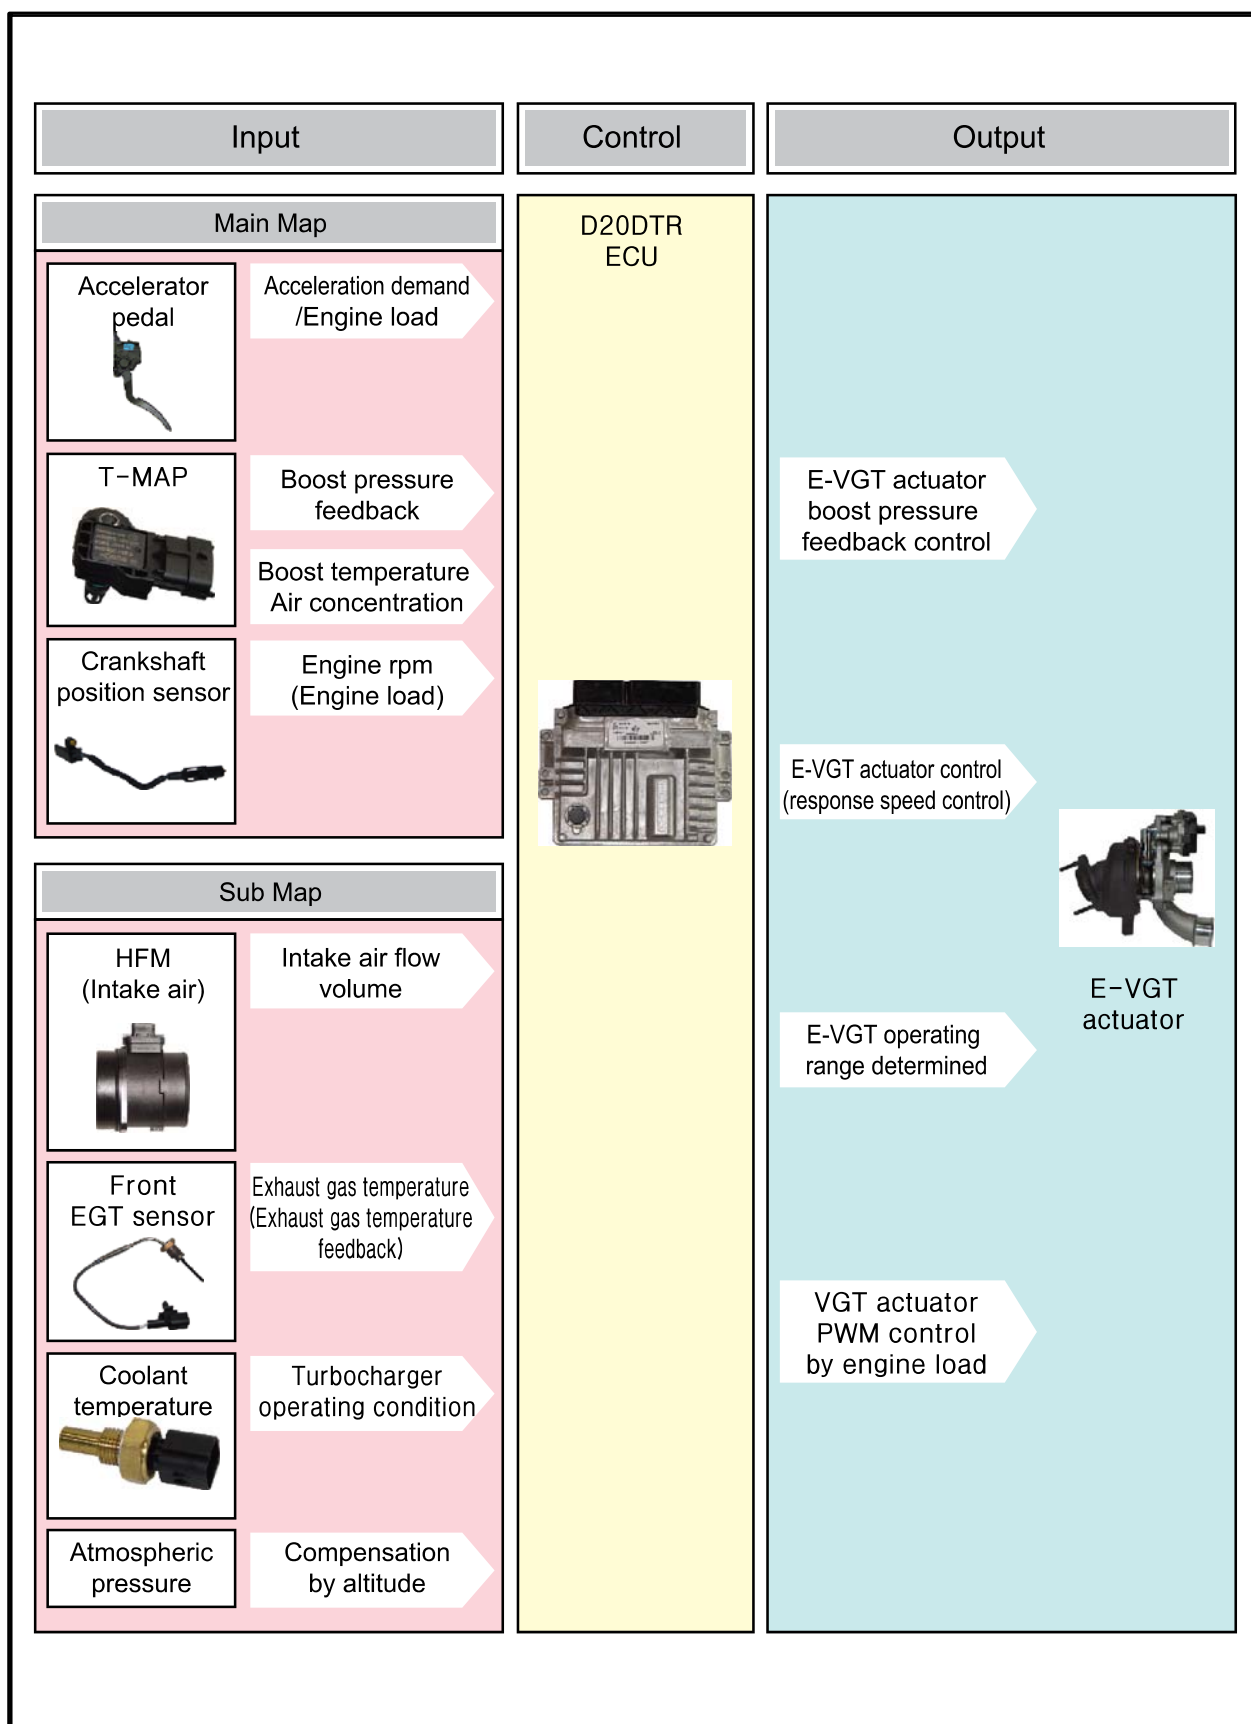 Input
Control
Output
Main Map
Accelerator
pedal
Acceleration demand
/Engine load
T-MAP
Boost pressure
feedback
Boost temperature
Air concentration
Crankshaft
position sensor
Engine rpm
(Engine load)
Sub Map
HFM
(Intake air)
Intake air flow
volume
Front
EGT sensor
Exhaust gas temperature
(Exhaust gas temperature
feedback)
Coolant
temperature
Turbocharger
operating condition
Atmospheric
pressure
Compensation
by altitude
D20DTR
ECU
E-VGT actuator
boost pressure
feedback control
E-VGT actuator control
(response speed control)
E-VGT operating
range determined
VGT actuator
PWM control
by engine load
E-VGT
actuator